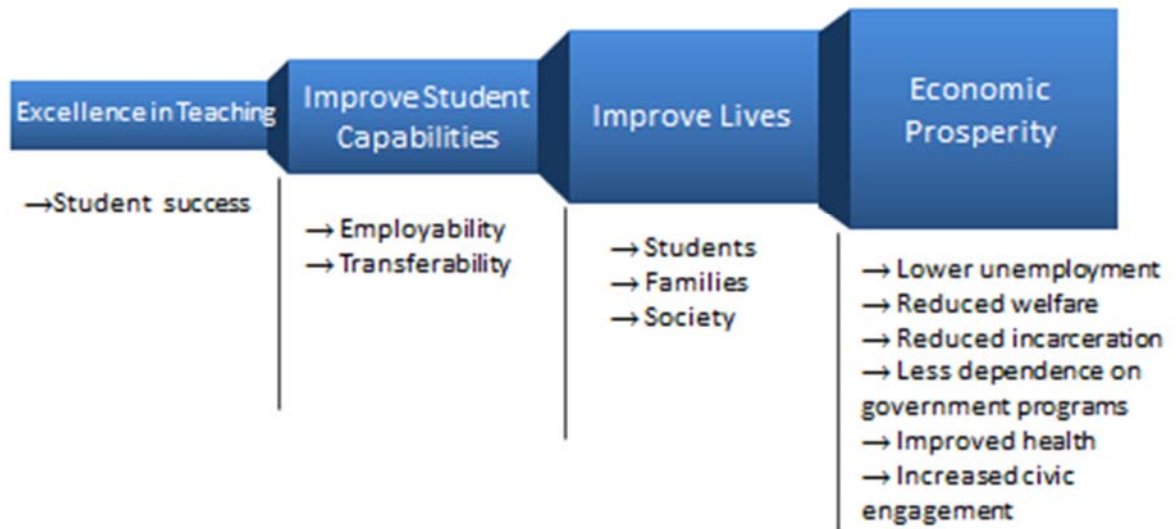 Excellence in Teaching
→Student success
Improve Student
Capabilities
→ Employability
→ Transferability
Improve Lives
→ Students
→ Families
→ Society
Economic
Prosperity
→ Lower unemployment
→ Reduced welfare
→ Reduced incarceration
→ Less dependence on
government programs
→ Improved health
→ Increased civic
engagement